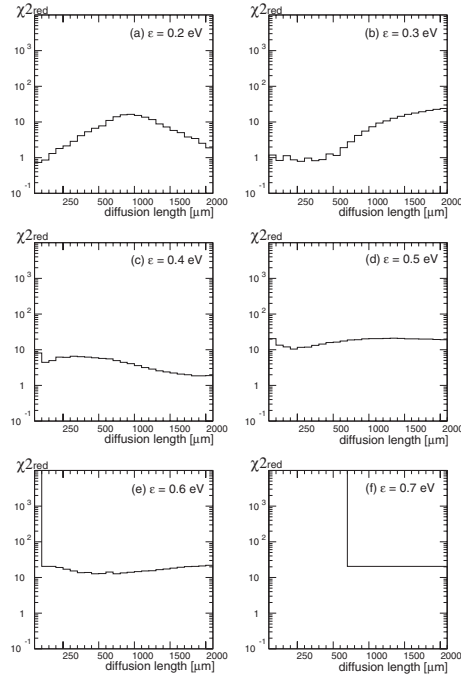 χ2red
(a) ε = 0.2 eV
10³
10²
10
1
10⁻¹
250 500 1000 1500 2000
diffusion length [μm]
χ2red
(b) ε = 0.3 eV
10³
10²
10
1
10⁻¹
250 500 1000 1500 2000
diffusion length [μm]
χ2red
(c) ε = 0.4 eV
10³
10²
10
1
10⁻¹
250 500 1000 1500 2000
diffusion length [μm]
χ2red
(d) ε = 0.5 eV
10³
10²
10
1
10⁻¹
250 500 1000 1500 2000
diffusion length [μm]
χ2red
(e) ε = 0.6 eV
10³
10²
10
1
10⁻¹
250 500 1000 1500 2000
diffusion length [μm]
χ2red
(f) ε = 0.7 eV
10³
10²
10
1
10⁻¹
250 500 1000 1500 2000
diffusion length [μm]